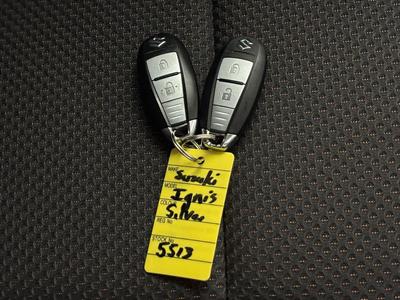 MAKE Suzuki
MODEL Ignis
COLOUR Silver
REG No.
STOCK No. 5513